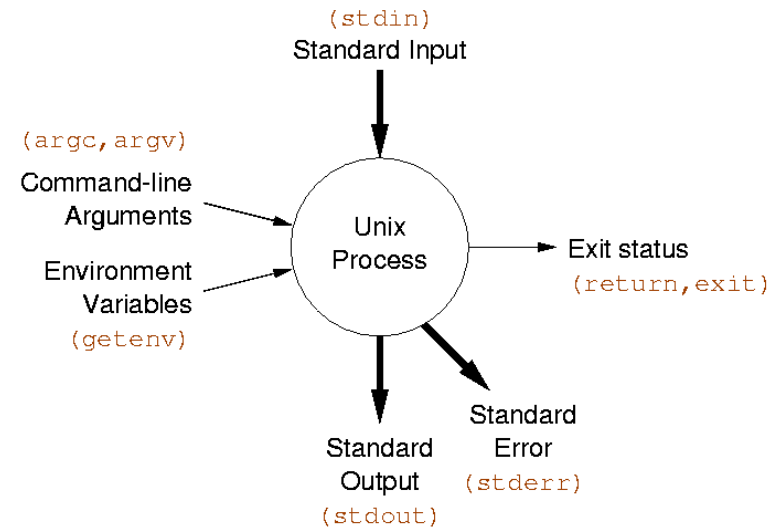 (stdin)
Standard Input
(argc,argv)
Command-line
Arguments
Environment
Variables
(getenv)
Unix
Process
Exit status
(return,exit)
Standard
Output
(stdout)
Standard
Error
(stderr)